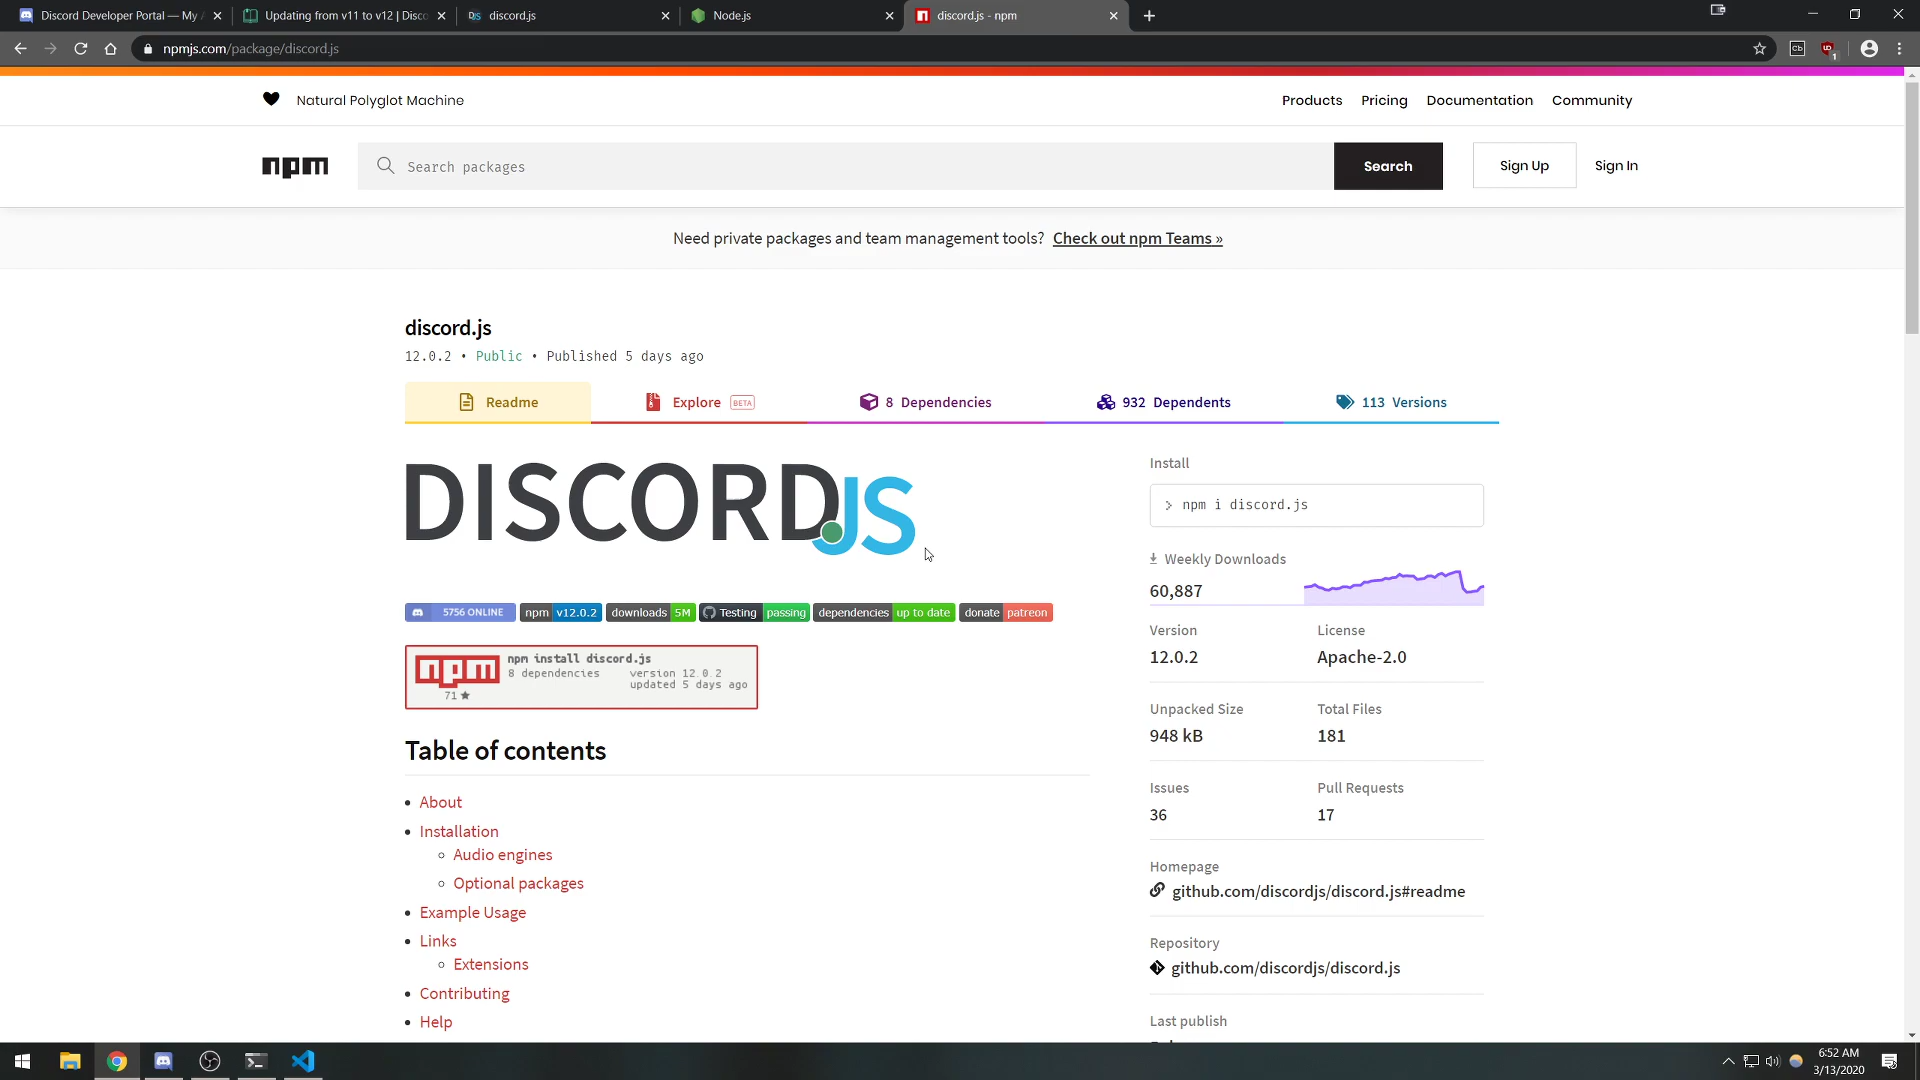 Discord Developer Portal — My A
Updating from v11 to v12 | Disco
discord.js
Node.js
discord.js - npm
npmjs.com/package/discord.js
Natural Polyglot Machine
Products
Pricing
Documentation
Community
npm
Search packages
Search
Sign Up
Sign In
Need private packages and team management tools? Check out npm Teams »
discord.js
12.0.2 • Public • Published 5 days ago
Readme
Explore BETA
8 Dependencies
932 Dependents
113 Versions
DISCORD.JS
5756 ONLINE
npm v12.0.2
downloads 5M
Testing passing
dependencies up to date
donate patreon
npm
npm install discord.js
8 dependencies
version 12.0.2
updated 5 days ago
71 ★
Table of contents
About
Installation
Audio engines
Optional packages
Example Usage
Links
Extensions
Contributing
Help
Install
> npm i discord.js
Weekly Downloads
60,887
Version
12.0.2
License
Apache-2.0
Unpacked Size
948 kB
Total Files
181
Issues
36
Pull Requests
17
Homepage
github.com/discordjs/discord.js#readme
Repository
github.com/discordjs/discord.js
Last publish
6:52 AM
3/13/2020